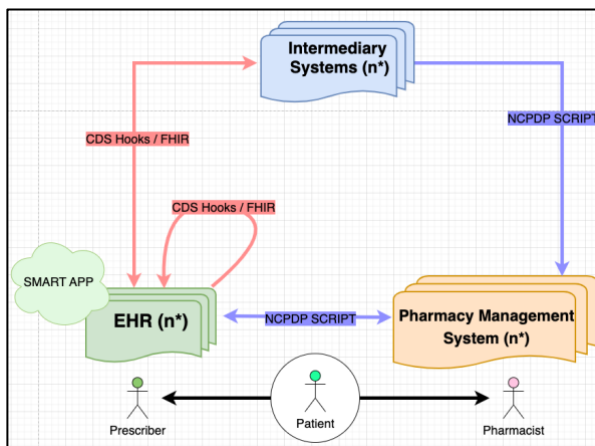 Intermediary
Systems (n*)
NCPDP SCRIPT
CDS Hooks / FHIR
CDS Hooks / FHIR
SMART APP
EHR (n*)
NCPDP SCRIPT
Pharmacy Management
System (n*)
Prescriber
Patient
Pharmacist